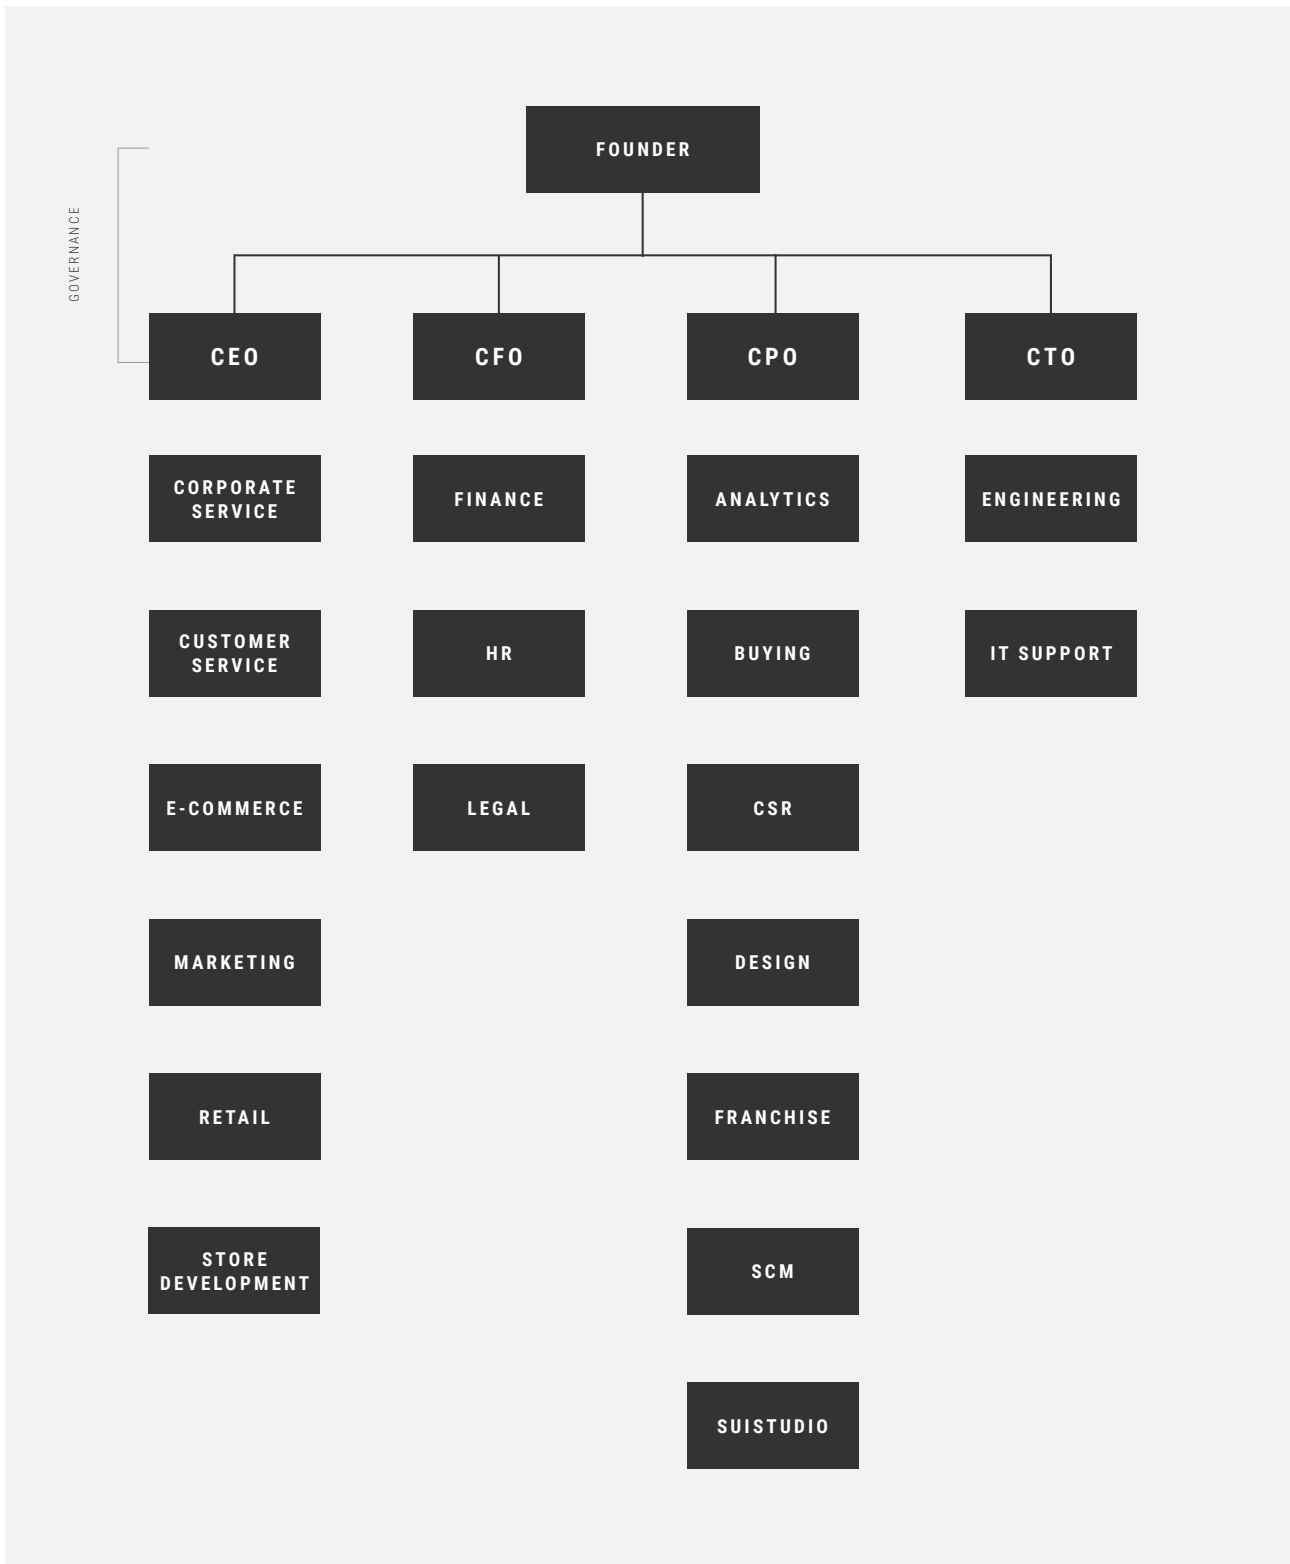 FOUNDER
GOVERNANCE
CEO
CFO
CPO
CTO
CORPORATE
SERVICE
FINANCE
ANALYTICS
ENGINEERING
CUSTOMER
SERVICE
HR
BUYING
IT SUPPORT
E-COMMERCE
LEGAL
CSR
MARKETING
DESIGN
RETAIL
FRANCHISE
STORE
DEVELOPMENT
SCM
SUISTUDIO